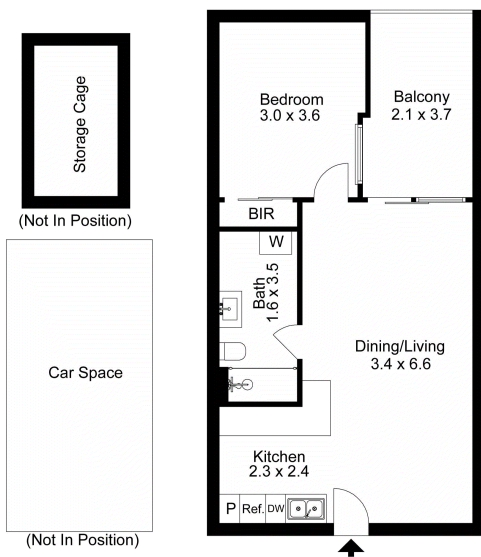 Storage Cage
(Not In Position)
Car Space
(Not In Position)
Bedroom
3.0 x 3.6
Balcony
2.1 x 3.7
BIR
W
Bath
1.6 x 3.5
Dining/Living
3.4 x 6.6
Kitchen
2.3 x 2.4
P Ref. DW